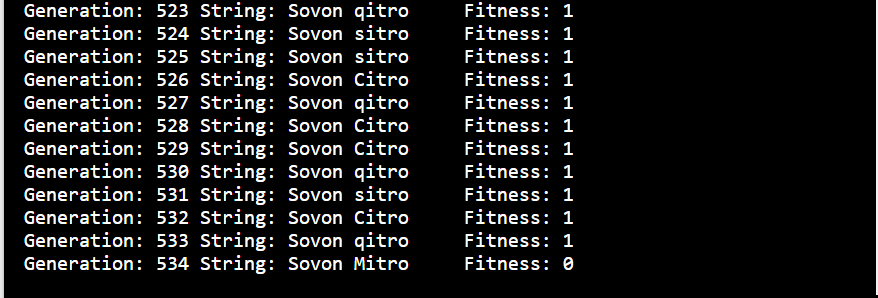 Generation: 523 String: Sovon qitro     Fitness: 1
Generation: 524 String: Sovon sitro     Fitness: 1
Generation: 525 String: Sovon sitro     Fitness: 1
Generation: 526 String: Sovon Citro     Fitness: 1
Generation: 527 String: Sovon qitro     Fitness: 1
Generation: 528 String: Sovon Citro     Fitness: 1
Generation: 529 String: Sovon Citro     Fitness: 1
Generation: 530 String: Sovon qitro     Fitness: 1
Generation: 531 String: Sovon sitro     Fitness: 1
Generation: 532 String: Sovon Citro     Fitness: 1
Generation: 533 String: Sovon qitro     Fitness: 1
Generation: 534 String: Sovon Mitro     Fitness: 0